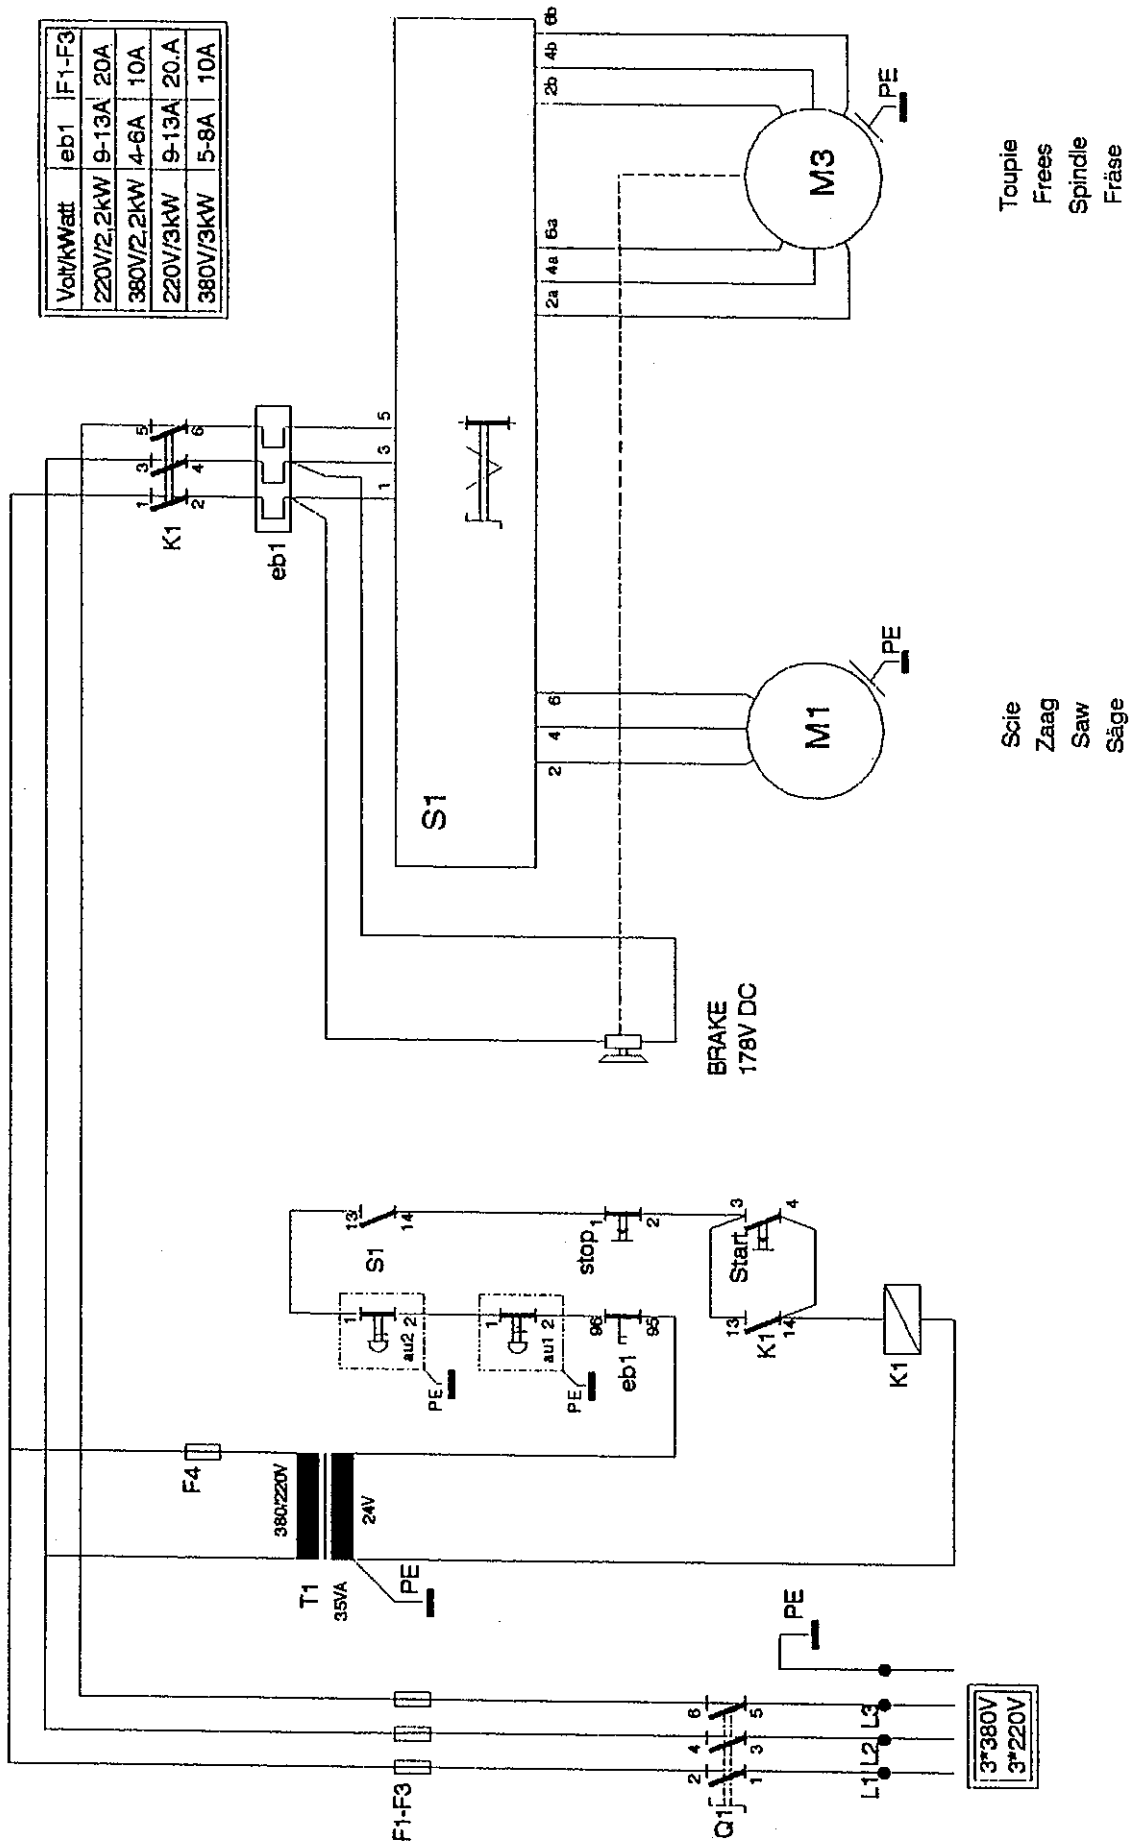 Volt/kWatt eb1 F1-F3
220V/2,2kW 9-13A 20A
380V/2,2kW 4-6A 10A
220V/3kW 9-13A 20.A
380V/3kW 5-8A 10A
K1
1 3 5
2 4 6
eb1
1 3 5
S1
2 4 6
2a 4a 6a
2b 4b 6b
M1
PE
M3
PE
Scie
Zaag
Saw
Säge
Toupie
Frees
Spindle
Fräse
BRAKE
178V DC
F4
380/220V
T1
24V
35VA
PE
au2
1
2
PE
au1
1
2
PE
eb1
96
95
S1
13
14
stop
1
2
Start
3
4
K1
13
14
K1
F1-F3
Q1
2 4 6
1 3 5
L1 L2 L3
PE
3*380V
3*220V